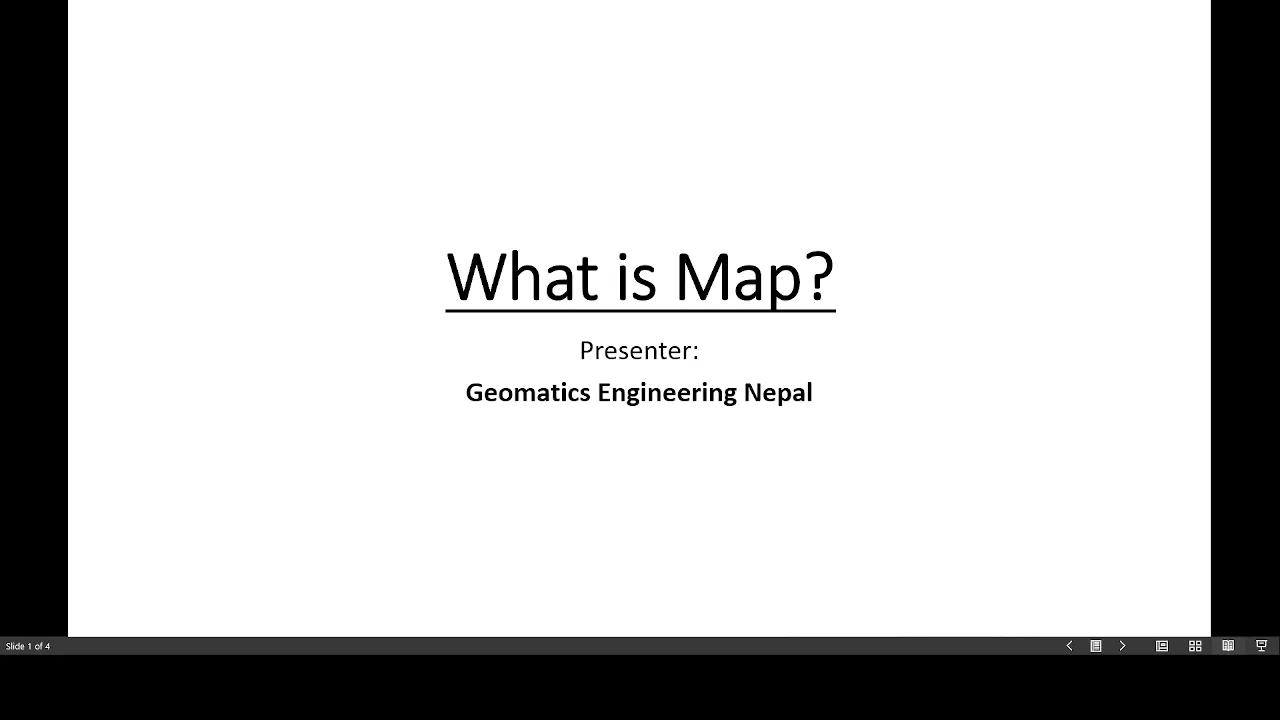 What is Map?
Presenter:
Geomatics Engineering Nepal
Slide 1 of 4